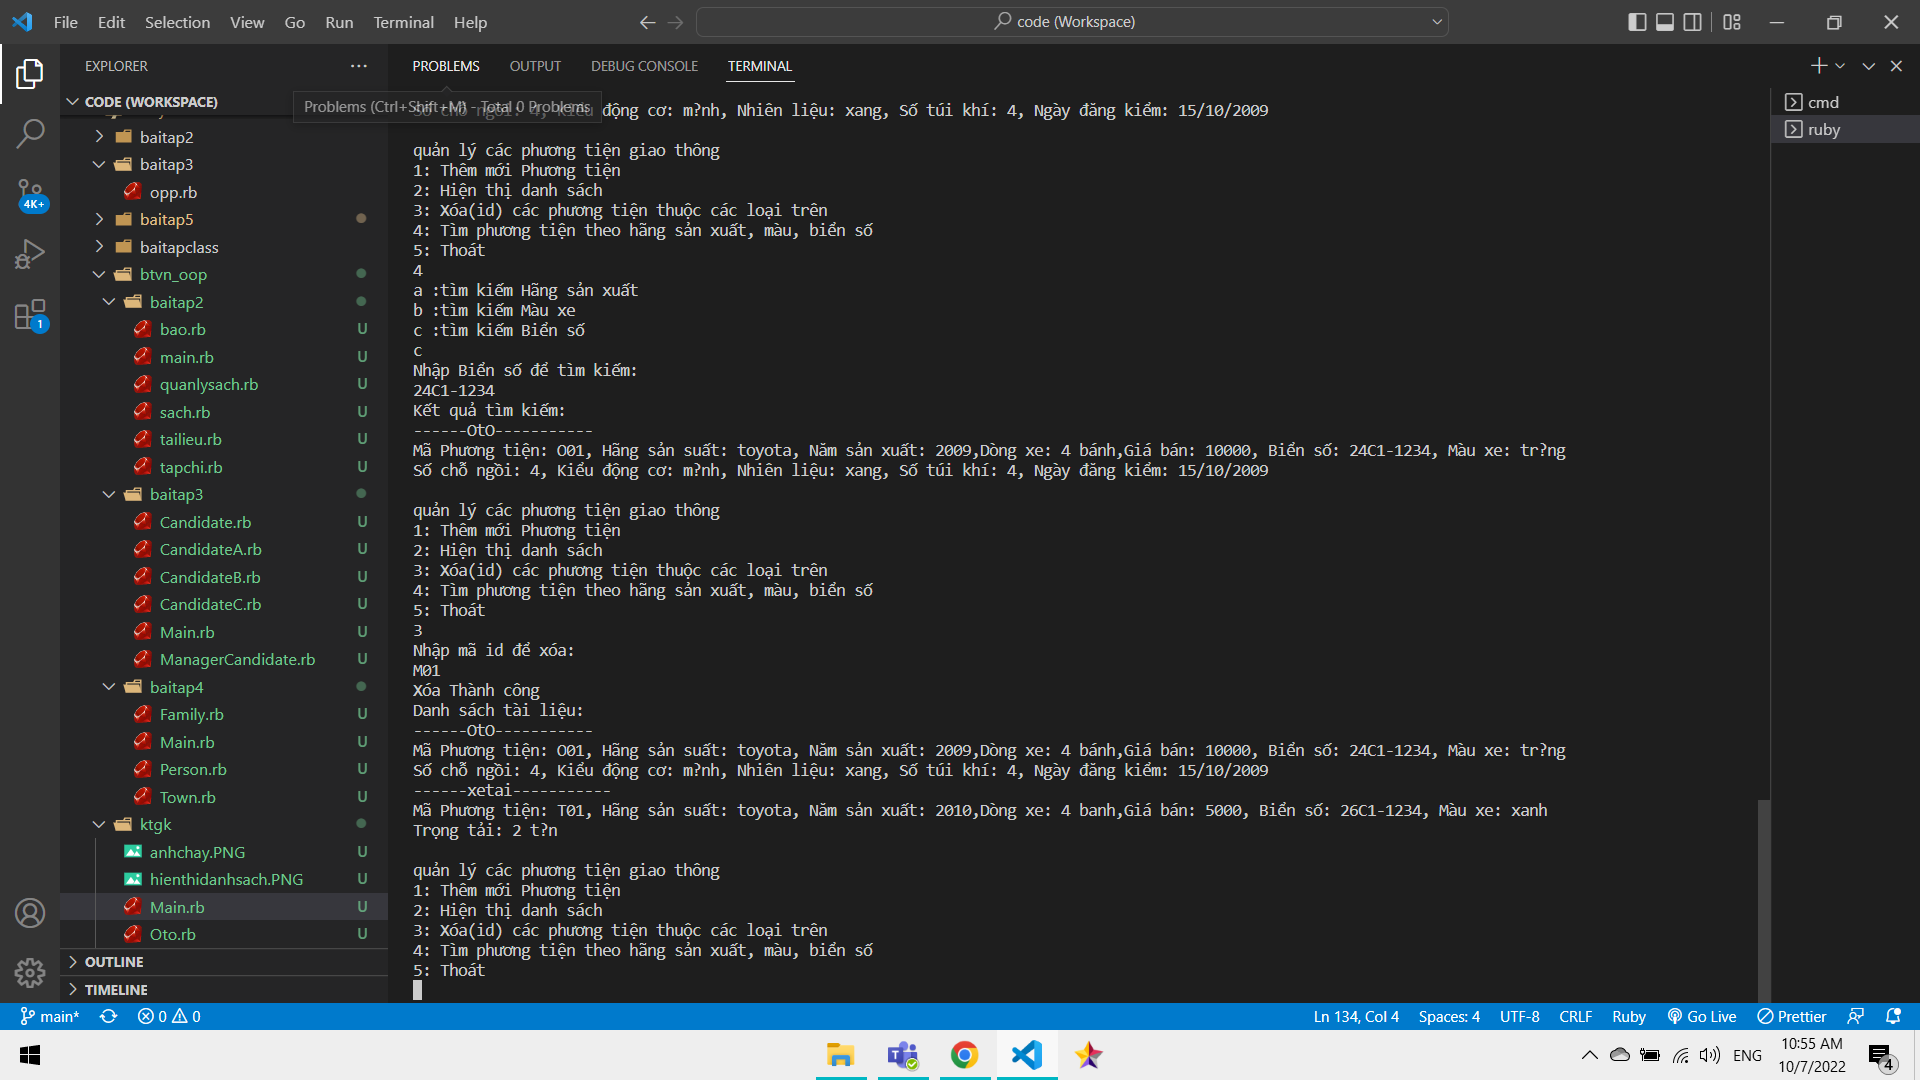 File Edit Selection View Go Run Terminal Help
code (Workspace)
EXPLORER
CODE (WORKSPACE)
baitap2
baitap3
opp.rb
baitap5
baitapclass
btvn_oop
baitap2
bao.rb U
main.rb U
quanlysach.rb U
sach.rb U
tailieu.rb U
tapchi.rb U
baitap3
Candidate.rb U
CandidateA.rb U
CandidateB.rb U
CandidateC.rb U
Main.rb U
ManagerCandidate.rb U
baitap4
Family.rb U
Main.rb U
Person.rb U
Town.rb U
ktgk
anhchay.PNG U
hienthidanhsach.PNG U
Main.rb U
Oto.rb U
OUTLINE
TIMELINE
4K+
1
PROBLEMS OUTPUT DEBUG CONSOLE TERMINAL
Problems (Ctrl+Shift+M) - Total 0 Problems
Số chỗ ngồi: 4, Kiểu động cơ: m?nh, Nhiên liệu: xang, Số túi khí: 4, Ngày đăng kiểm: 15/10/2009
quản lý các phương tiện giao thông
1: Thêm mới Phương tiện
2: Hiện thị danh sách
3: Xóa(id) các phương tiện thuộc các loại trên
4: Tìm phương tiện theo hãng sản xuất, màu, biển số
5: Thoát
4
a :tìm kiếm Hãng sản xuất
b :tìm kiếm Màu xe
c :tìm kiếm Biển số
c
Nhập Biển số để tìm kiếm:
24C1-1234
Kết quả tìm kiếm:
------OtO-----------
Mã Phương tiện: O01, Hãng sản suất: toyota, Năm sản xuất: 2009,Dòng xe: 4 bánh,Giá bán: 10000, Biển số: 24C1-1234, Màu xe: tr?ng
Số chỗ ngồi: 4, Kiểu động cơ: m?nh, Nhiên liệu: xang, Số túi khí: 4, Ngày đăng kiểm: 15/10/2009
quản lý các phương tiện giao thông
1: Thêm mới Phương tiện
2: Hiện thị danh sách
3: Xóa(id) các phương tiện thuộc các loại trên
4: Tìm phương tiện theo hãng sản xuất, màu, biển số
5: Thoát
3
Nhập mã id để xóa:
M01
Xóa Thành công
Danh sách tài liệu:
------OtO-----------
Mã Phương tiện: O01, Hãng sản suất: toyota, Năm sản xuất: 2009,Dòng xe: 4 bánh,Giá bán: 10000, Biển số: 24C1-1234, Màu xe: tr?ng
Số chỗ ngồi: 4, Kiểu động cơ: m?nh, Nhiên liệu: xang, Số túi khí: 4, Ngày đăng kiểm: 15/10/2009
------xetai-----------
Mã Phương tiện: T01, Hãng sản suất: toyota, Năm sản xuất: 2010,Dòng xe: 4 banh,Giá bán: 5000, Biển số: 26C1-1234, Màu xe: xanh
Trọng tải: 2 t?n
quản lý các phương tiện giao thông
1: Thêm mới Phương tiện
2: Hiện thị danh sách
3: Xóa(id) các phương tiện thuộc các loại trên
4: Tìm phương tiện theo hãng sản xuất, màu, biển số
5: Thoát
cmd
ruby
main* 0 0 Ln 134, Col 4 Spaces: 4 UTF-8 CRLF Ruby Go Live Prettier
ENG
10:55 AM
10/7/2022
4